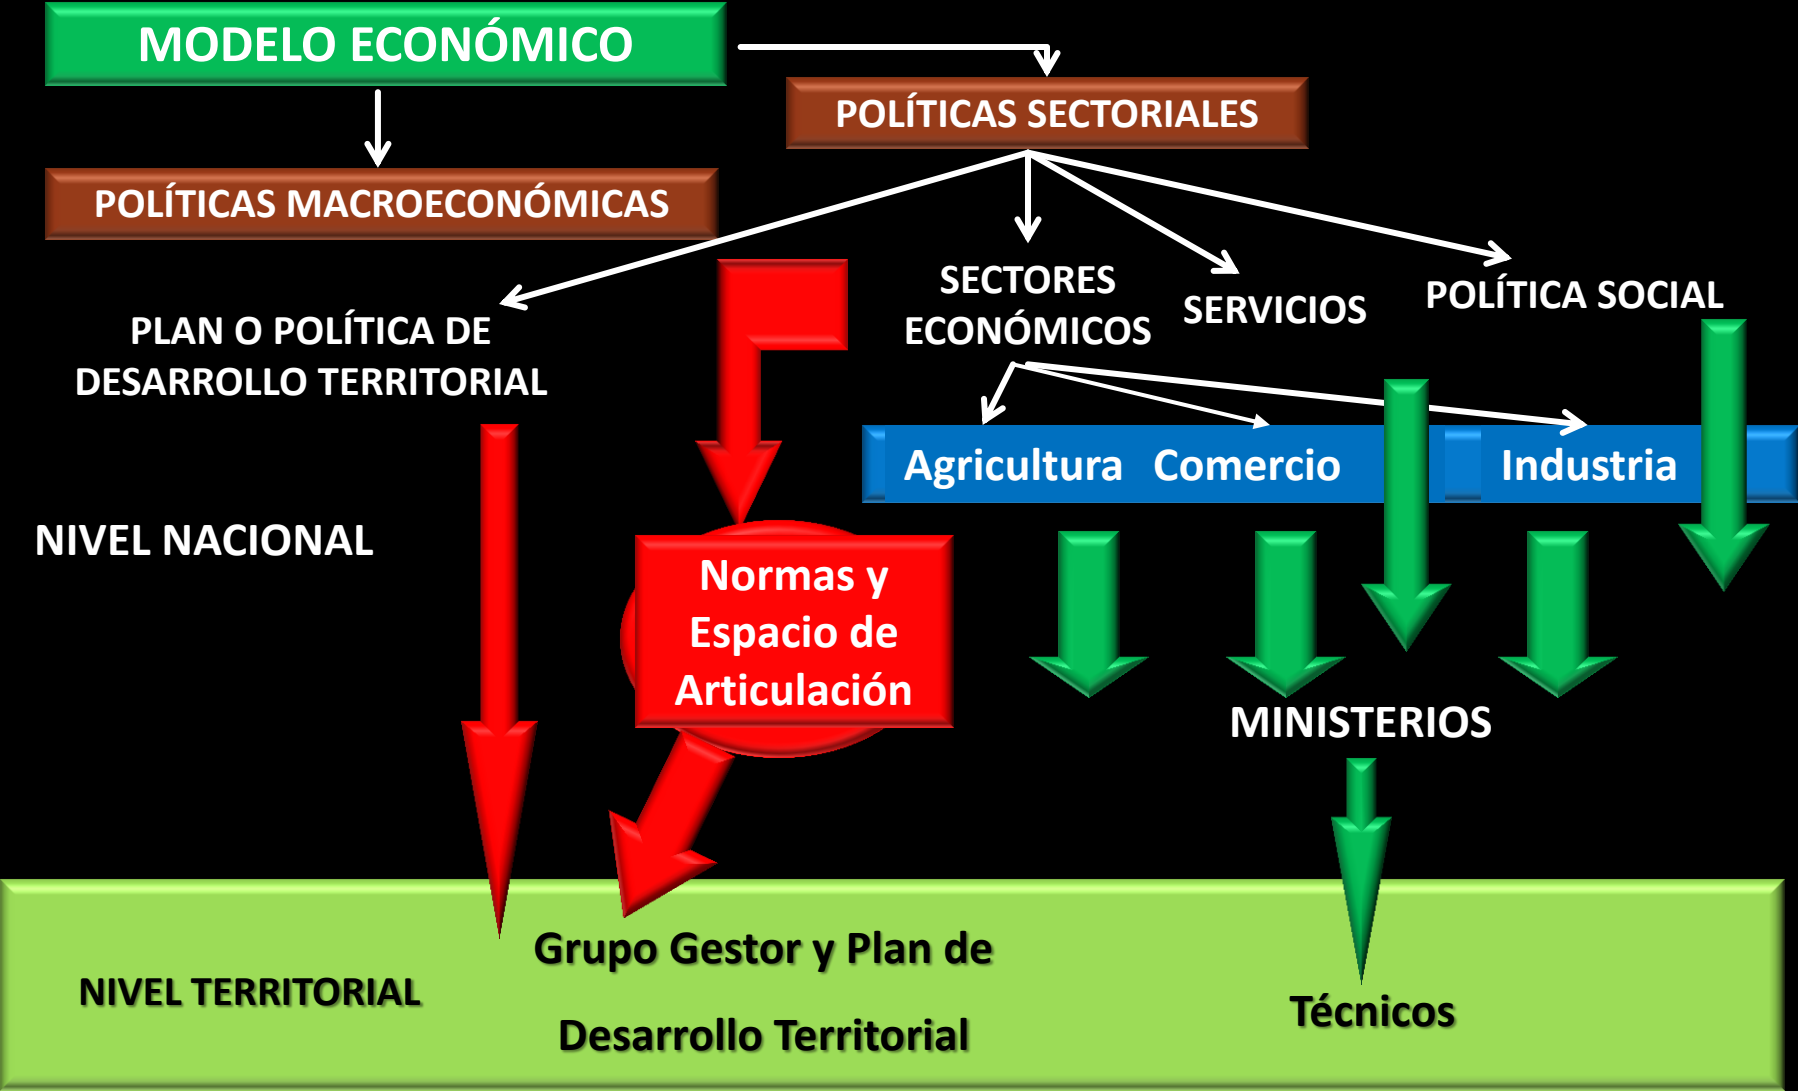 MODELO ECONÓMICO
POLÍTICAS SECTORIALES
POLÍTICAS MACROECONÓMICAS
PLAN O POLÍTICA DE
DESARROLLO TERRITORIAL
SECTORES
ECONÓMICOS
SERVICIOS
POLÍTICA SOCIAL
Agricultura
Comercio
Industria
NIVEL NACIONAL
Normas y
Espacio de
Articulación
MINISTERIOS
NIVEL TERRITORIAL
Grupo Gestor y Plan de
Desarrollo Territorial
Técnicos